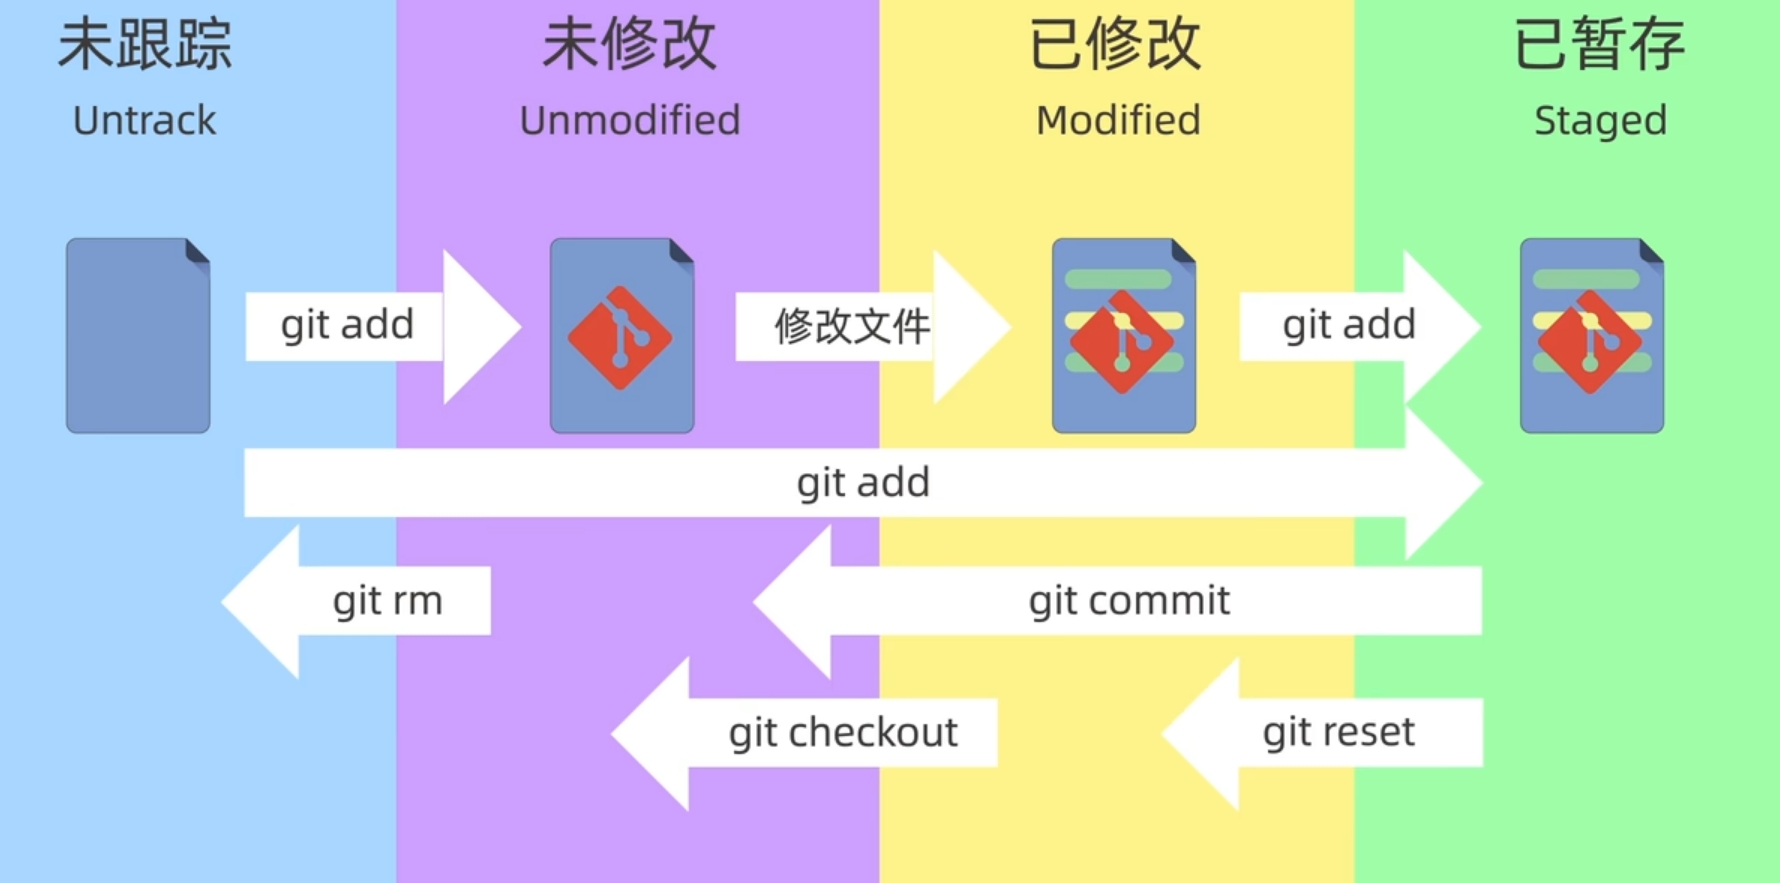 未跟踪
Untrack
未修改
Unmodified
已修改
Modified
已暂存
Staged
git add
修改文件
git add
git add
git rm
git commit
git checkout
git reset